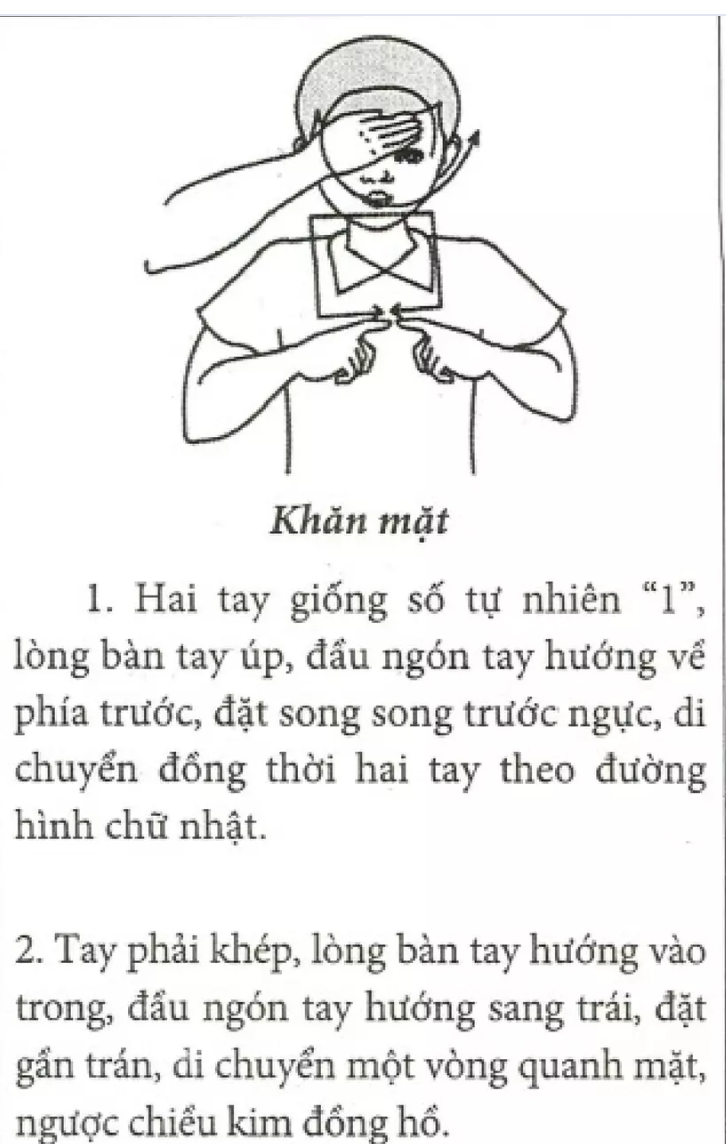 Khăn mặt
1. Hai tay giống số tự nhiên “1”,
lòng bàn tay úp, đầu ngón tay hướng về
phía trước, đặt song song trước ngực, di
chuyển đồng thời hai tay theo đường
hình chữ nhật.
2. Tay phải khép, lòng bàn tay hướng vào
trong, đầu ngón tay hướng sang trái, đặt
gần trán, di chuyển một vòng quanh mặt,
ngược chiều kim đồng hồ.